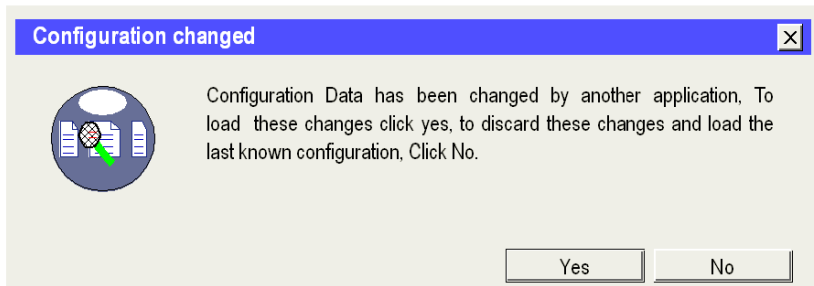 Configuration changed
Configuration Data has been changed by another application, To
load these changes click yes, to discard these changes and load the
last known configuration, Click No.
Yes No